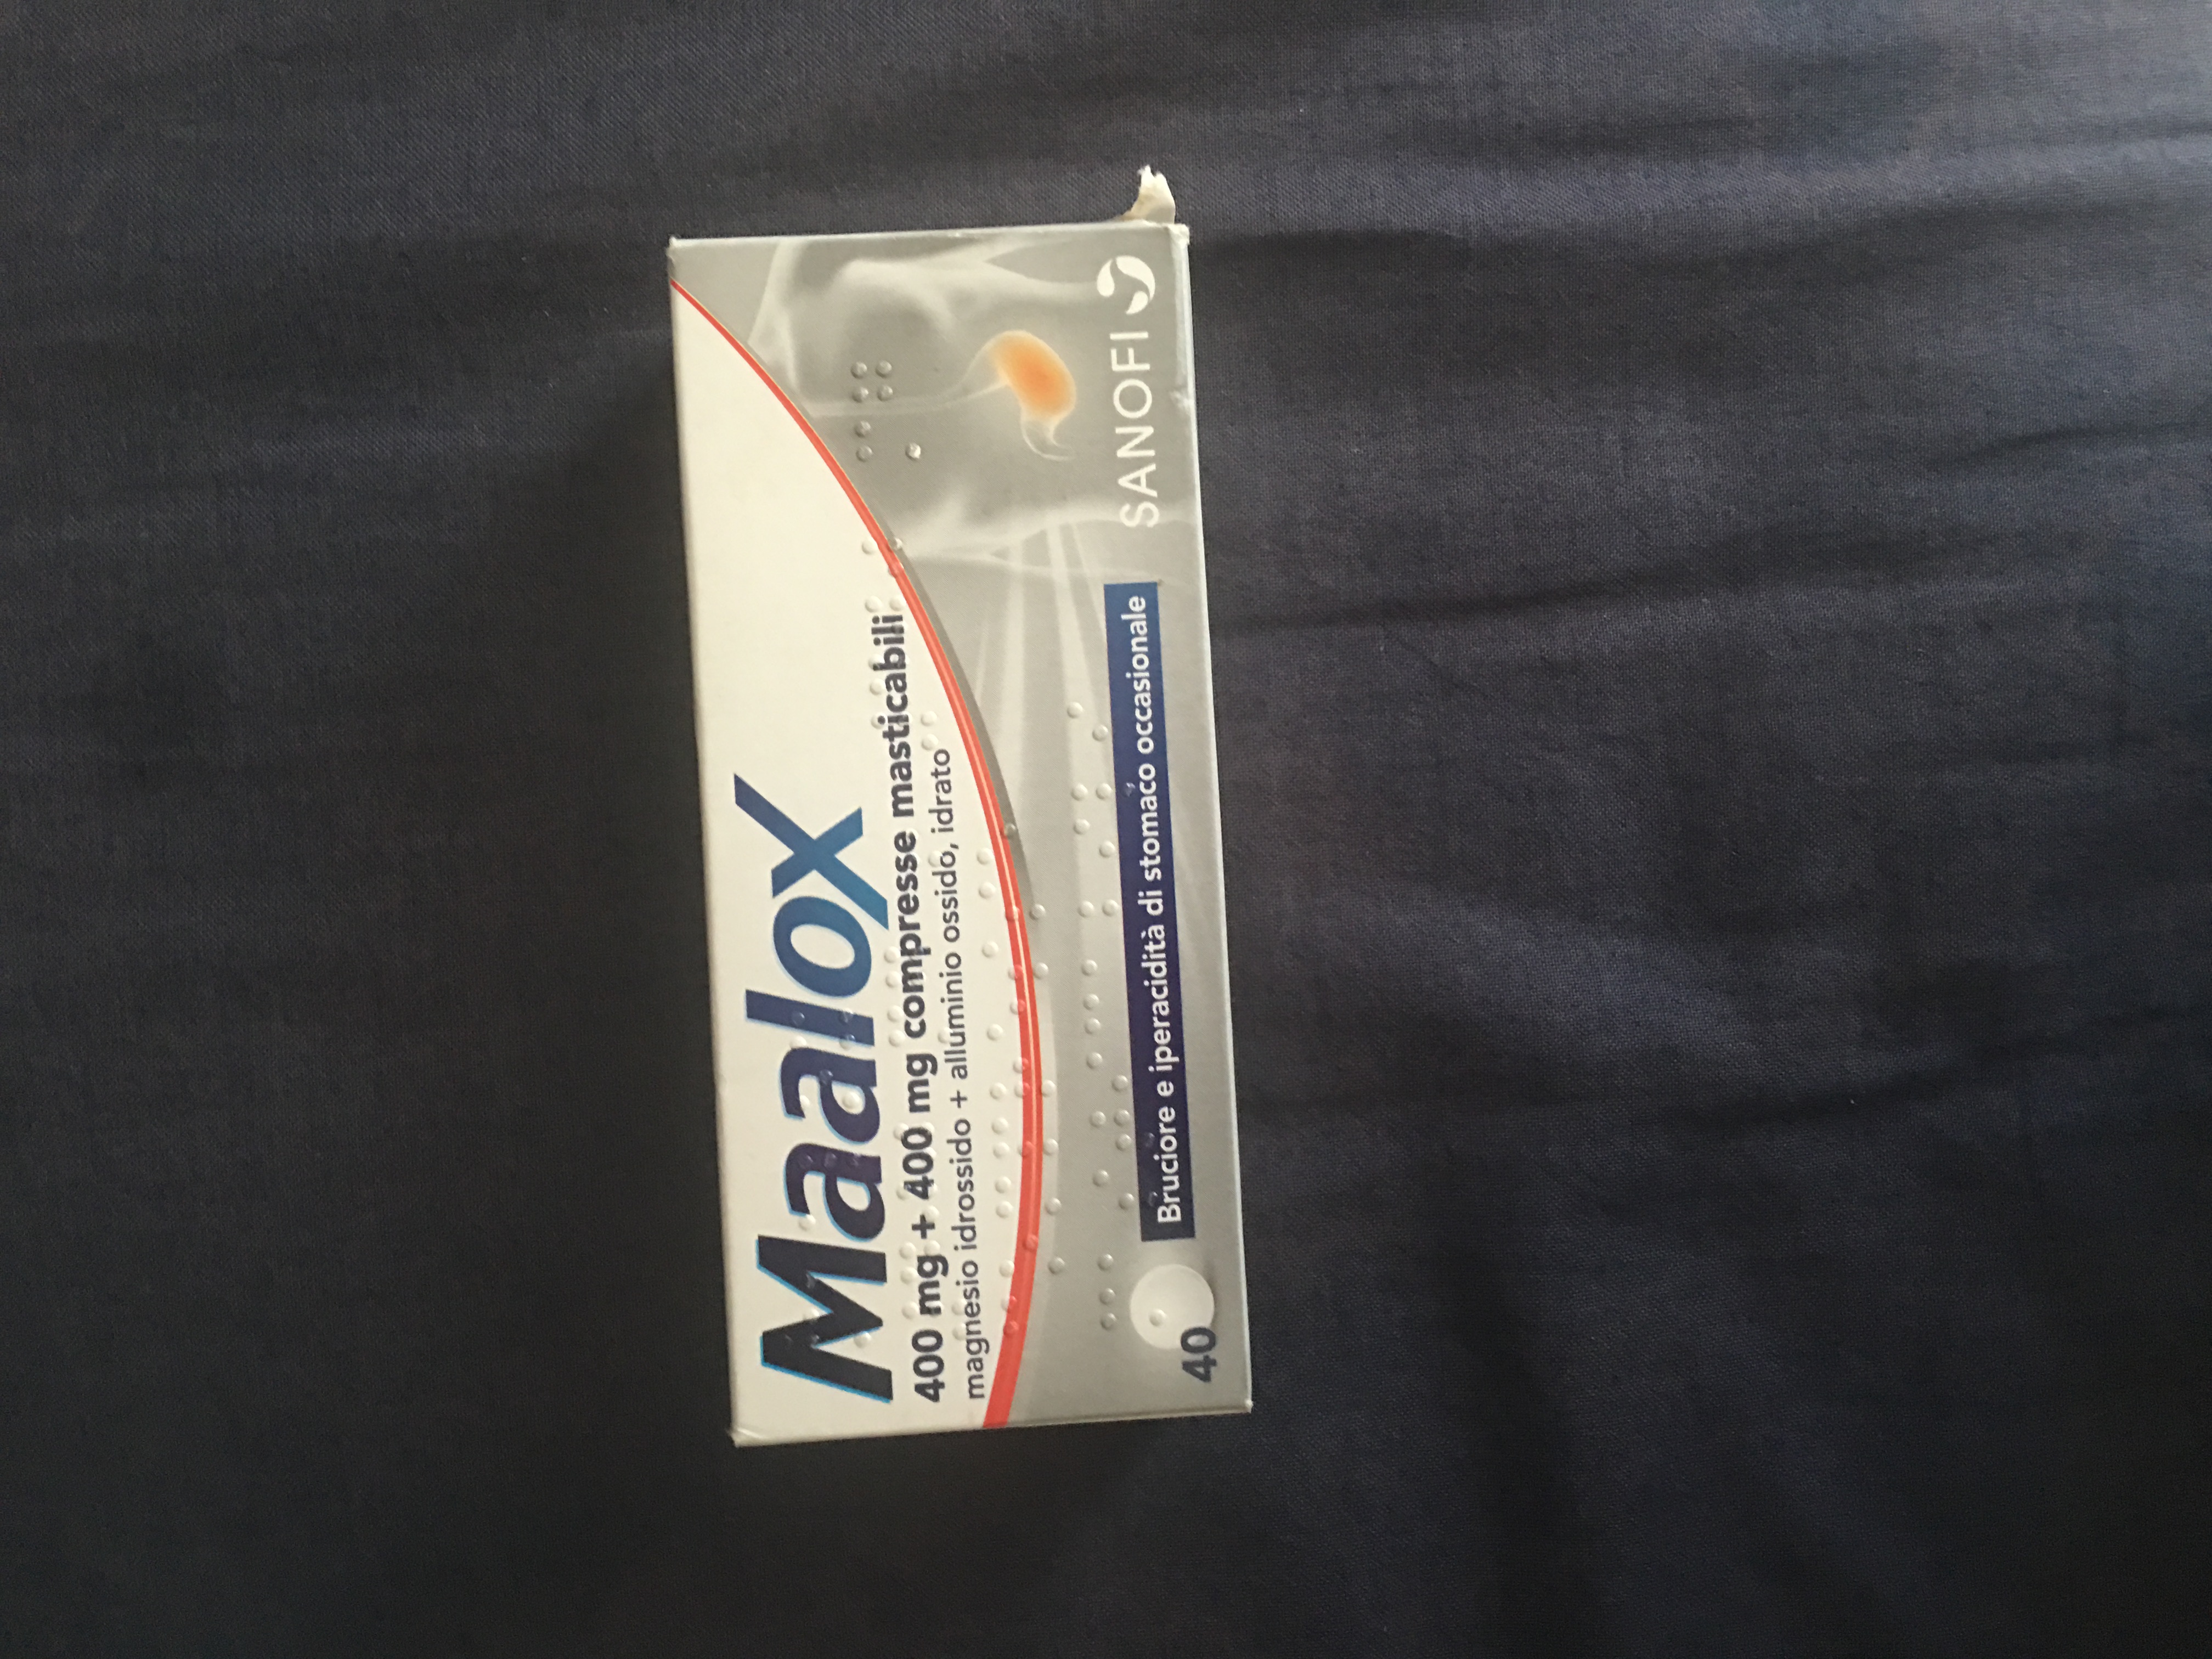 Maalox
400 mg + 400 mg compresse masticabili
magnesio idrossido + alluminio ossido, idrato
40
Bruciore e iperacidità di stomaco occasionale
SANOFI